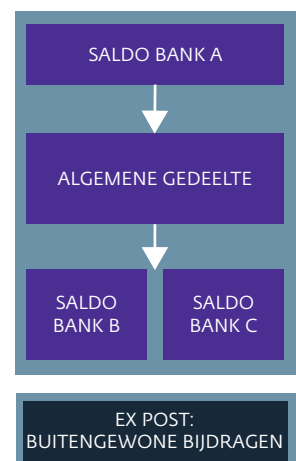 SALDO BANK A
ALGEMENE GEDEELTE
SALDO
BANK B
SALDO
BANK C
EX POST:
BUITENGEWONE BIJDRAGEN